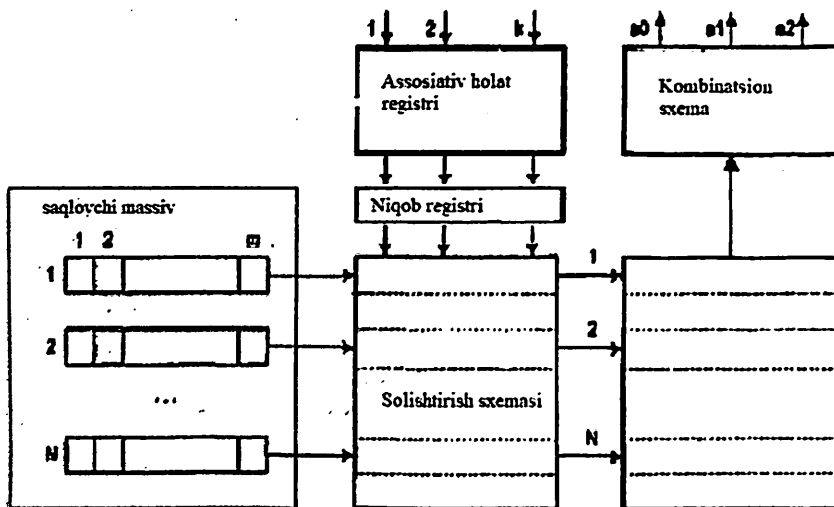 1 2 k
a0 a1 a2
Assosiativ holat
registri
Kombinatsion
sxema
Niqob registri
saqloychi massiv
1 2 m
1
1
2
2
...
Solishtirish sxemasi
N
N